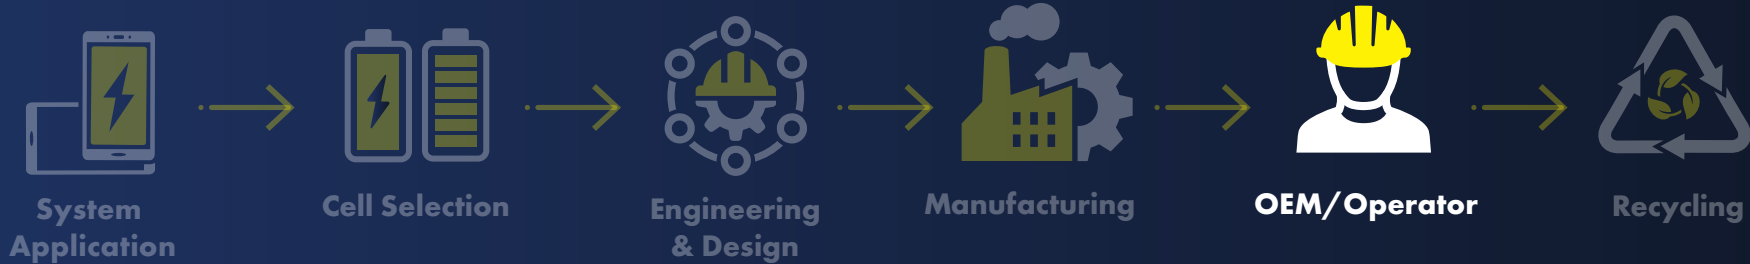 System
Application
Cell Selection
Engineering
& Design
Manufacturing
OEM/Operator
Recycling